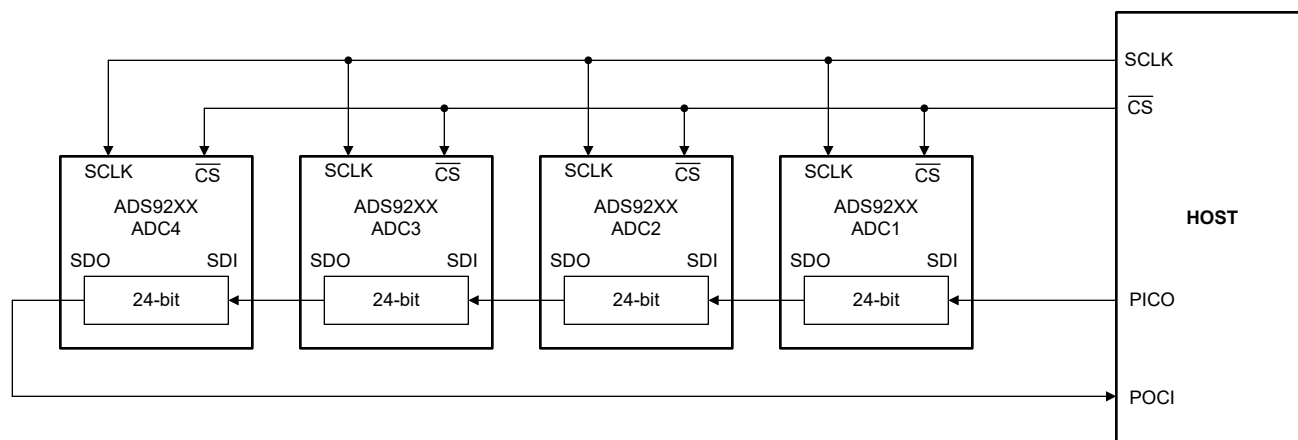 SCLK
CS
SCLK CS SCLK CS SCLK CS SCLK CS
ADS92XX ADS92XX ADS92XX ADS92XX
ADC4 ADC3 ADC2 ADC1
HOST
SDO SDI SDO SDI SDO SDI SDO SDI
24-bit 24-bit 24-bit 24-bit
PICO
POCI